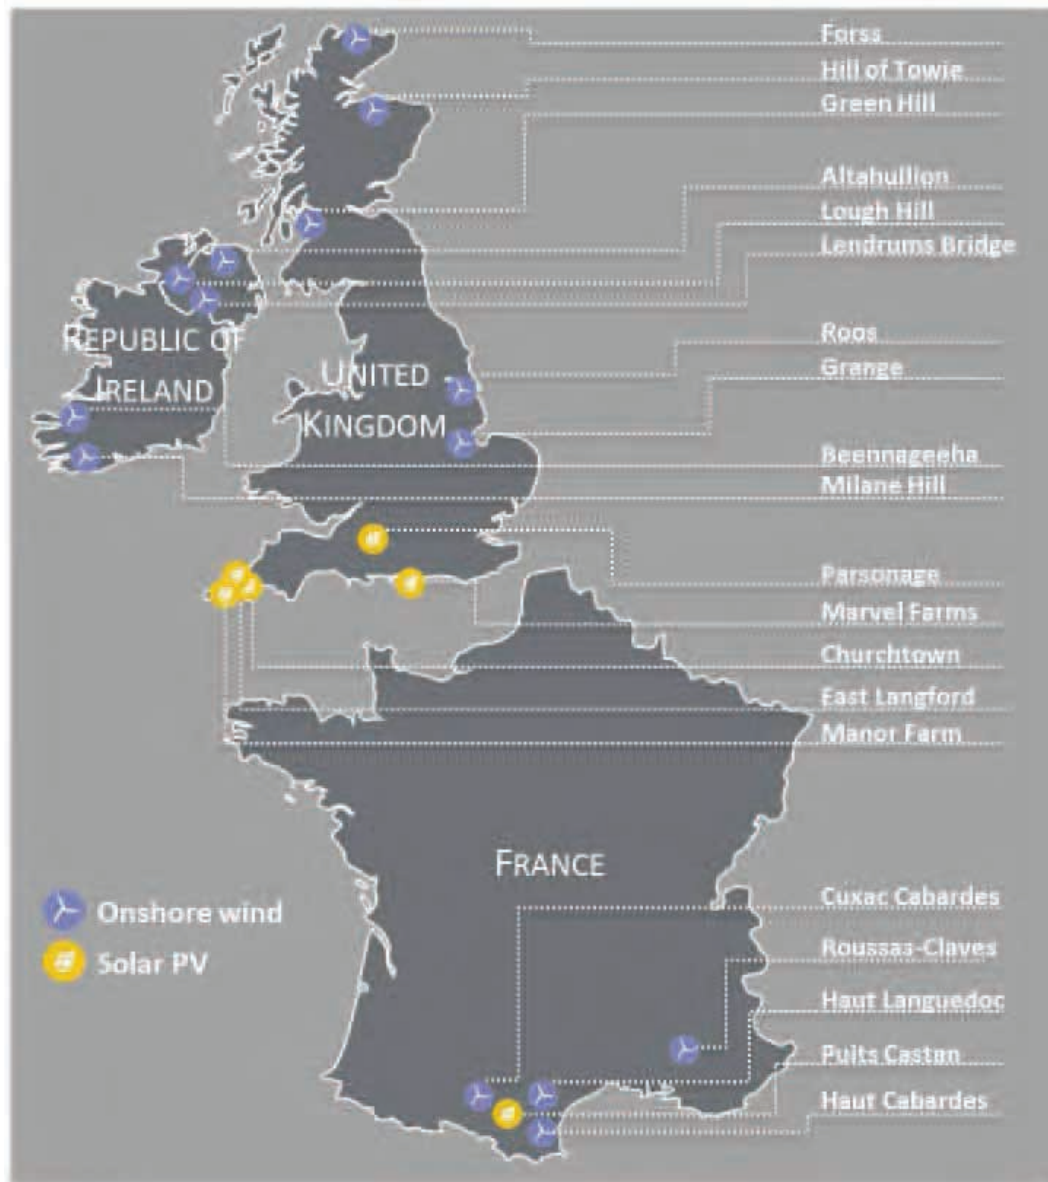 Forss
Hill of Towie
Green Hill
Altahullion
Lough Hill
Lendrums Bridge
REPUBLIC OF
IRELAND
UNITED
KINGDOM
Roos
Grange
Beennageeha
Milane Hill
Parsonage
Marvel Farms
Churchtown
East Langford
Manor Farm
FRANCE
Onshore wind
Solar PV
Cuxac Cabardes
Roussas-Claves
Haut Languedoc
Puits Castan
Haut Cabardes